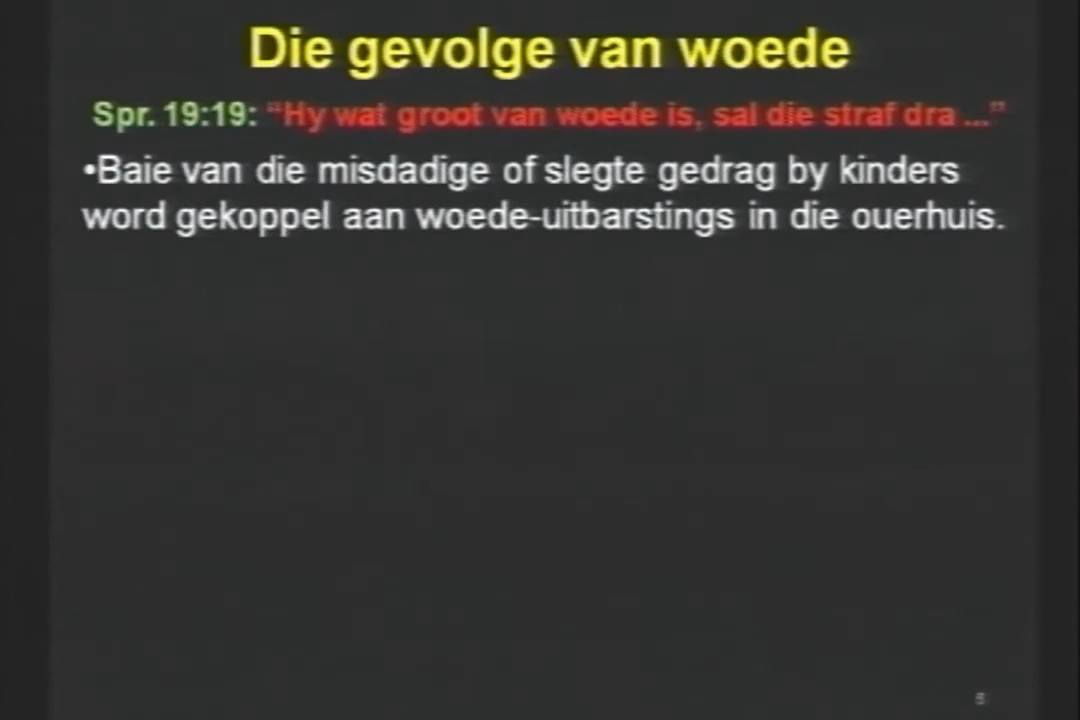 Die gevolge van woede
Spr. 19:19: “Hy wat groot van woede is, sal die straf dra ...”
•Baie van die misdadige of slegte gedrag by kinders
word gekoppel aan woede-uitbarstings in die ouerhuis.